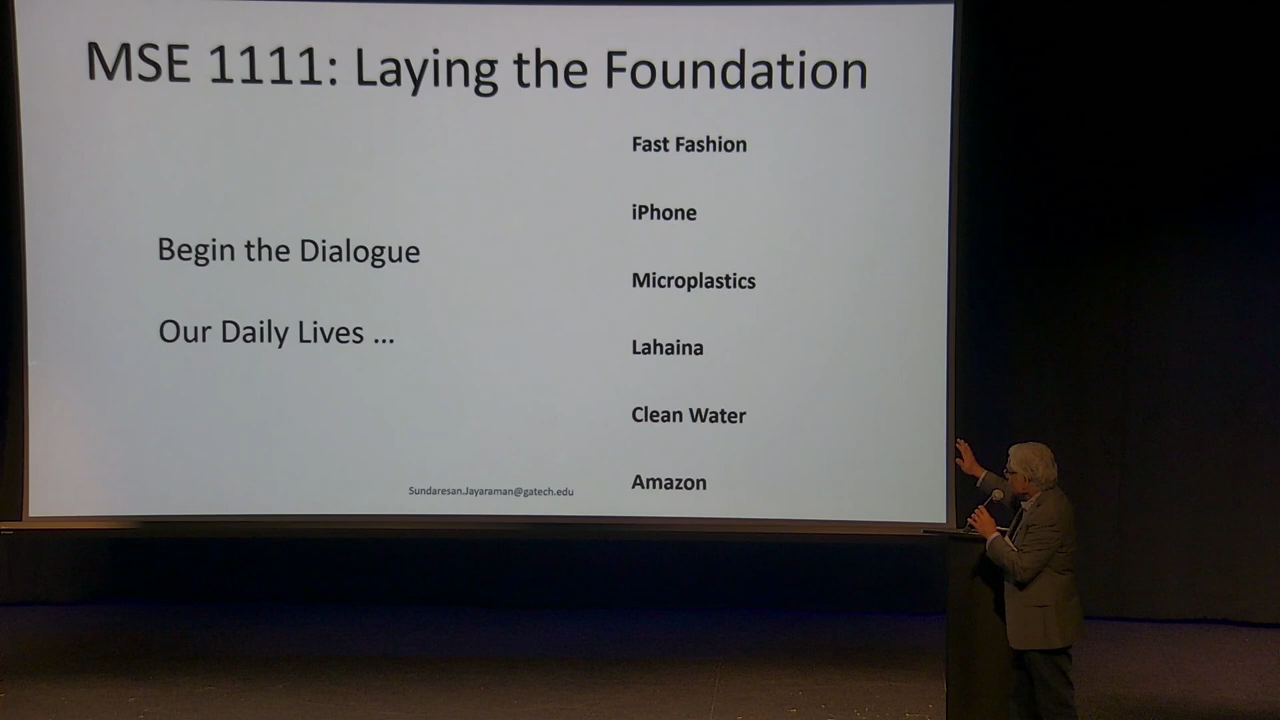 MSE 1111: Laying the Foundation
Begin the Dialogue
Our Daily Lives ...
Fast Fashion
iPhone
Microplastics
Lahaina
Clean Water
Amazon
Sundaresan.Jayaraman@gatech.edu